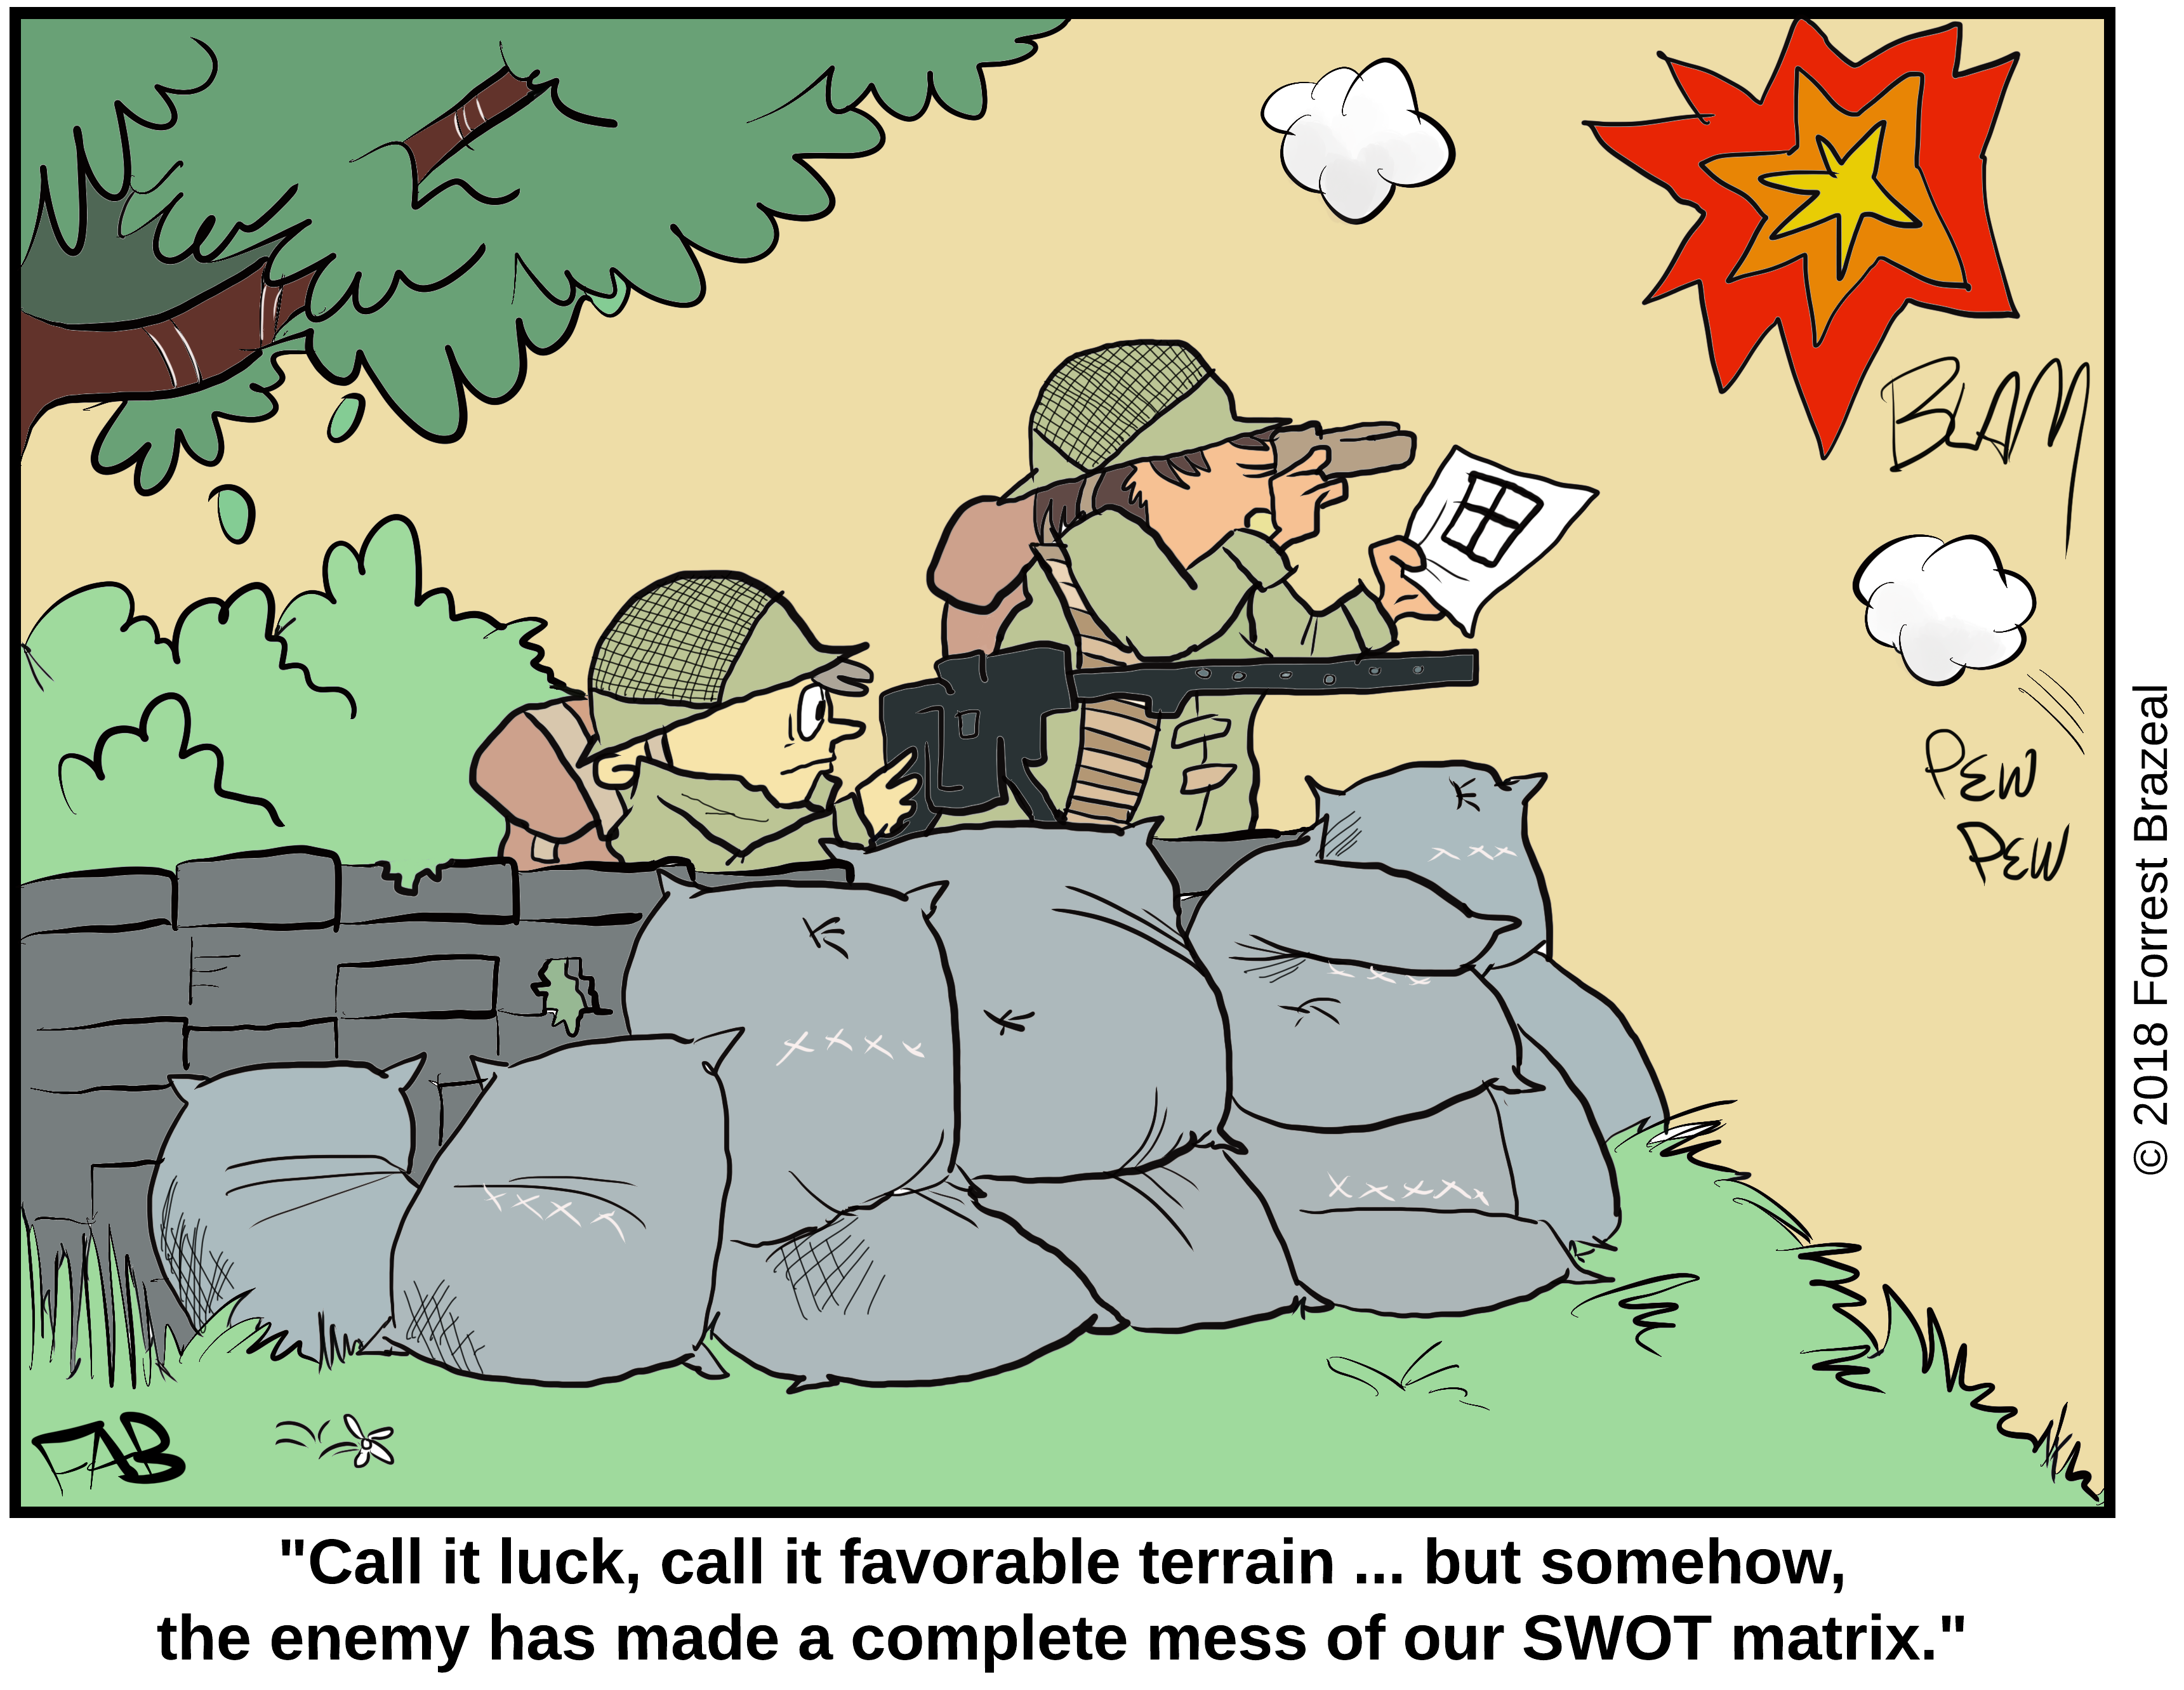 BLAM
PEW
PEW
FAB
© 2018 Forrest Brazeal
"Call it luck, call it favorable terrain ... but somehow,
the enemy has made a complete mess of our SWOT matrix."